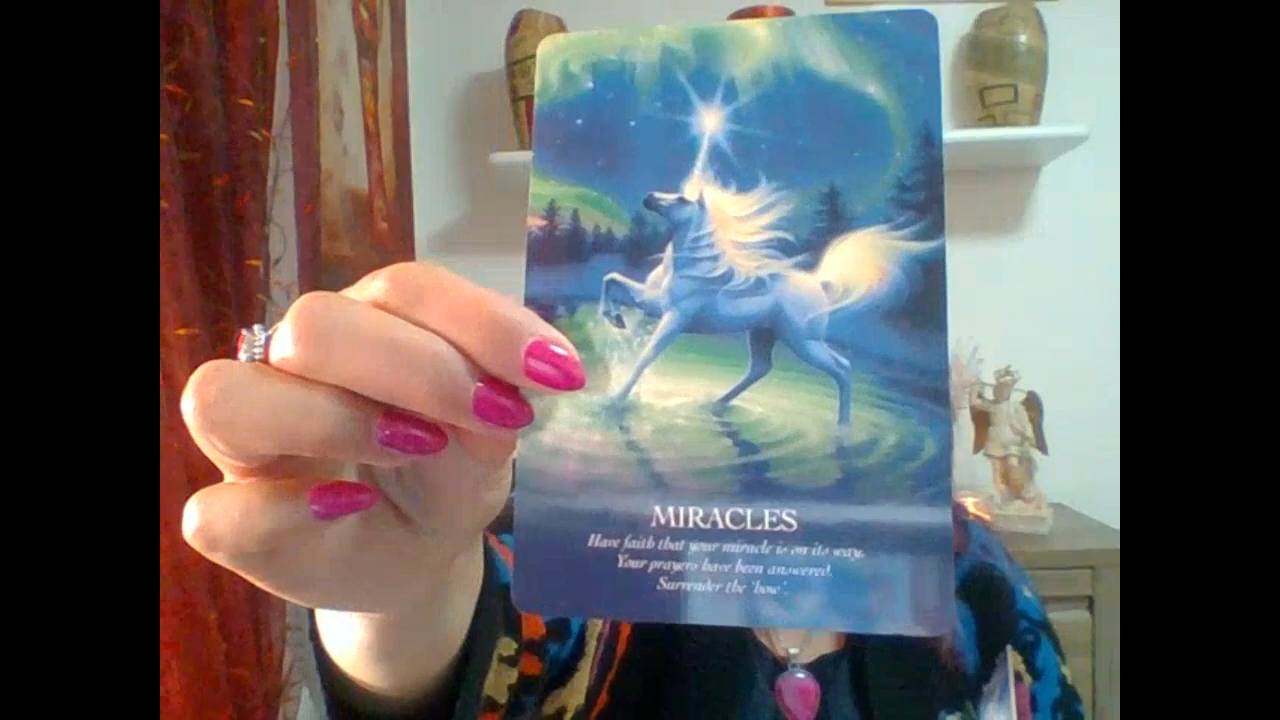 MIRACLES
Have faith that your miracle is on its way.
Your prayers have been answered.
Surrender the 'how'.